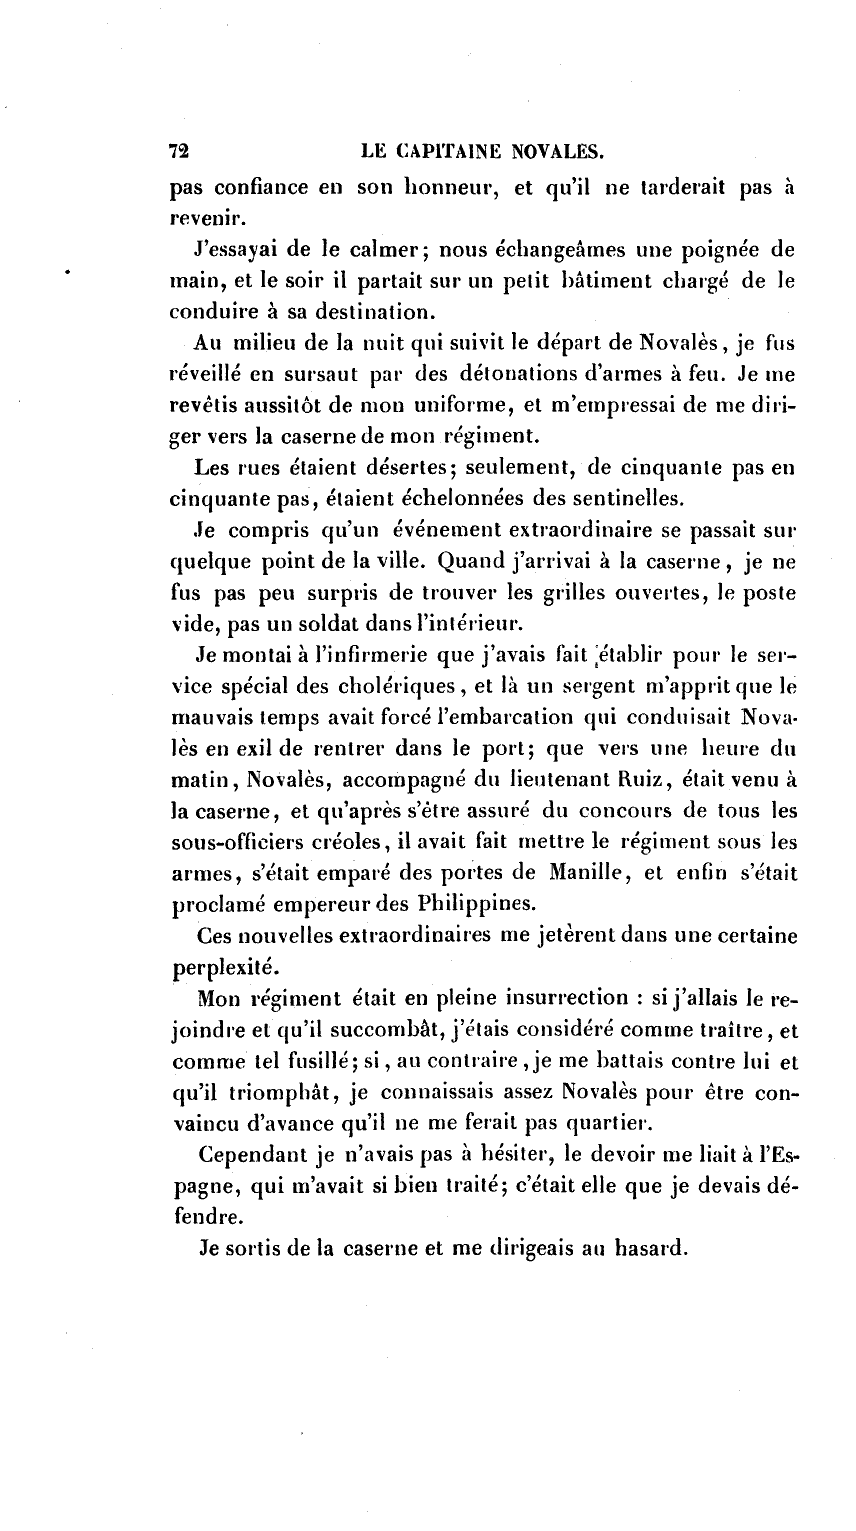 72 LE CAPITAINE NOVALES.
pas confiance en son honneur, et qu'il ne tarderait pas à
revenir.
J'essayai de le calmer; nous échangeâmes une poignée de
main, et le soir il partait sur un petit bâtiment chargé de le
conduire à sa destination.
Au milieu de la nuit qui suivit le départ de Novalès, je fus
réveillé en sursaut par des détonations d'armes à feu. Je me
revêtis aussitôt de mon uniforme, et m'empressai de me diri-
ger vers la caserne de mon régiment.
Les rues étaient désertes; seulement, de cinquante pas en
cinquante pas, étaient échelonnées des sentinelles.
Je compris qu'un événement extraordinaire se passait sur
quelque point de la ville. Quand j'arrivai à la caserne, je ne
fus pas peu surpris de trouver les grilles ouvertes, le poste
vide, pas un soldat dans l'intérieur.
Je montai à l'infirmerie que j'avais fait établir pour le ser-
vice spécial des cholériques, et là un sergent m'apprit que le
mauvais temps avait forcé l'embarcation qui conduisait Nova-
lès en exil de rentrer dans le port; que vers une heure du
matin, Novalès, accompagné du lieutenant Ruiz, était venu à
la caserne, et qu'après s'être assuré du concours de tous les
sous-officiers créoles, il avait fait mettre le régiment sous les
armes, s'était emparé des portes de Manille, et enfin s'était
proclamé empereur des Philippines.
Ces nouvelles extraordinaires me jetèrent dans une certaine
perplexité.
Mon régiment était en pleine insurrection : si j'allais le re-
joindre et qu'il succombât, j'étais considéré comme traître, et
comme tel fusillé; si, au contraire, je me battais contre lui et
qu'il triomphât, je connaissais assez Novalès pour être con-
vaincu d'avance qu'il ne me ferait pas quartier.
Cependant je n'avais pas à hésiter, le devoir me liait à l'Es-
pagne, qui m'avait si bien traité; c'était elle que je devais dé-
fendre.
Je sortis de la caserne et me dirigeais au hasard.